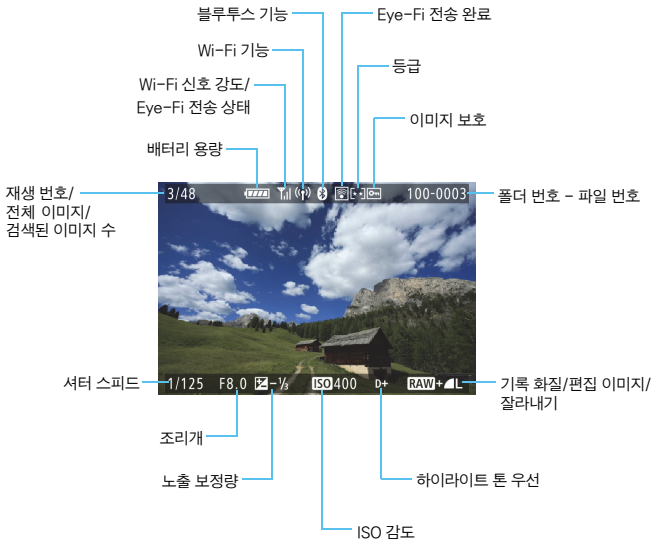 블루투스 기능
Eye-Fi 전송 완료
Wi-Fi 기능
등급
Wi-Fi 신호 강도/
Eye-Fi 전송 상태
이미지 보호
배터리 용량
재생 번호/
전체 이미지/
검색된 이미지 수
3/48
100-0003
폴더 번호 - 파일 번호
셔터 스피드
1/125 F8.0 -⅓ ISO 400 D+ RAW+L
기록 화질/편집 이미지/
잘라내기
조리개
노출 보정량
하이라이트 톤 우선
ISO 감도